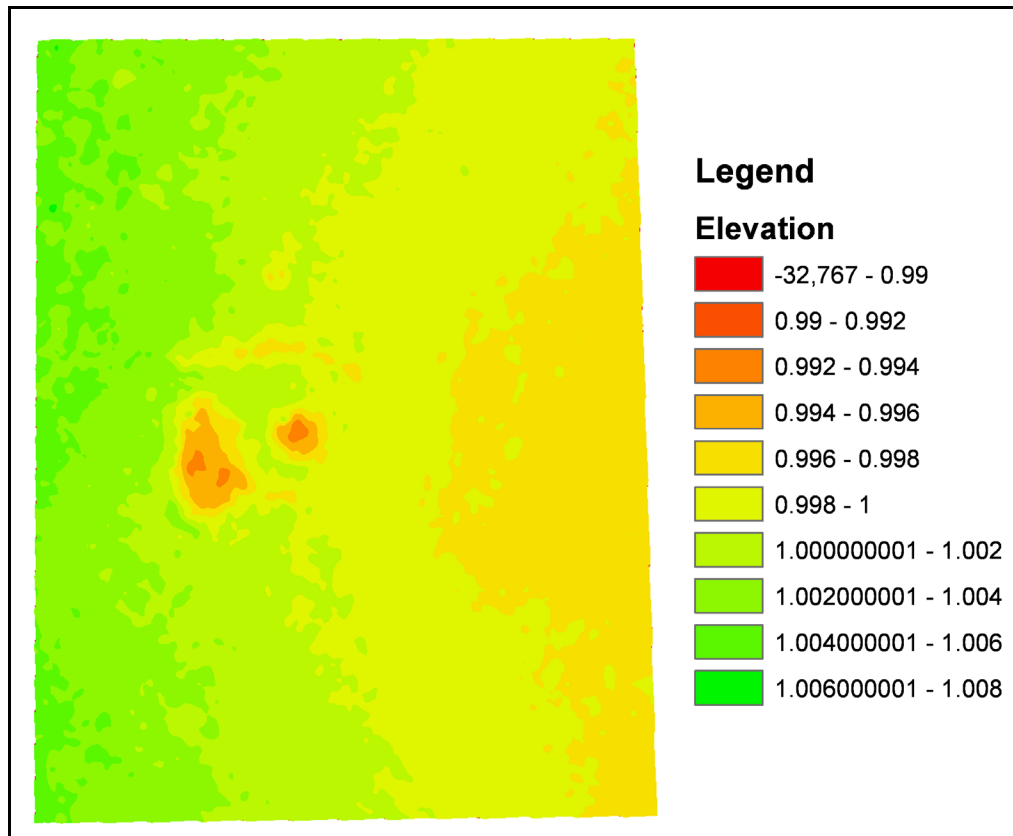 Legend
Elevation
-32,767 - 0.99
0.99 - 0.992
0.992 - 0.994
0.994 - 0.996
0.996 - 0.998
0.998 - 1
1.000000001 - 1.002
1.002000001 - 1.004
1.004000001 - 1.006
1.006000001 - 1.008